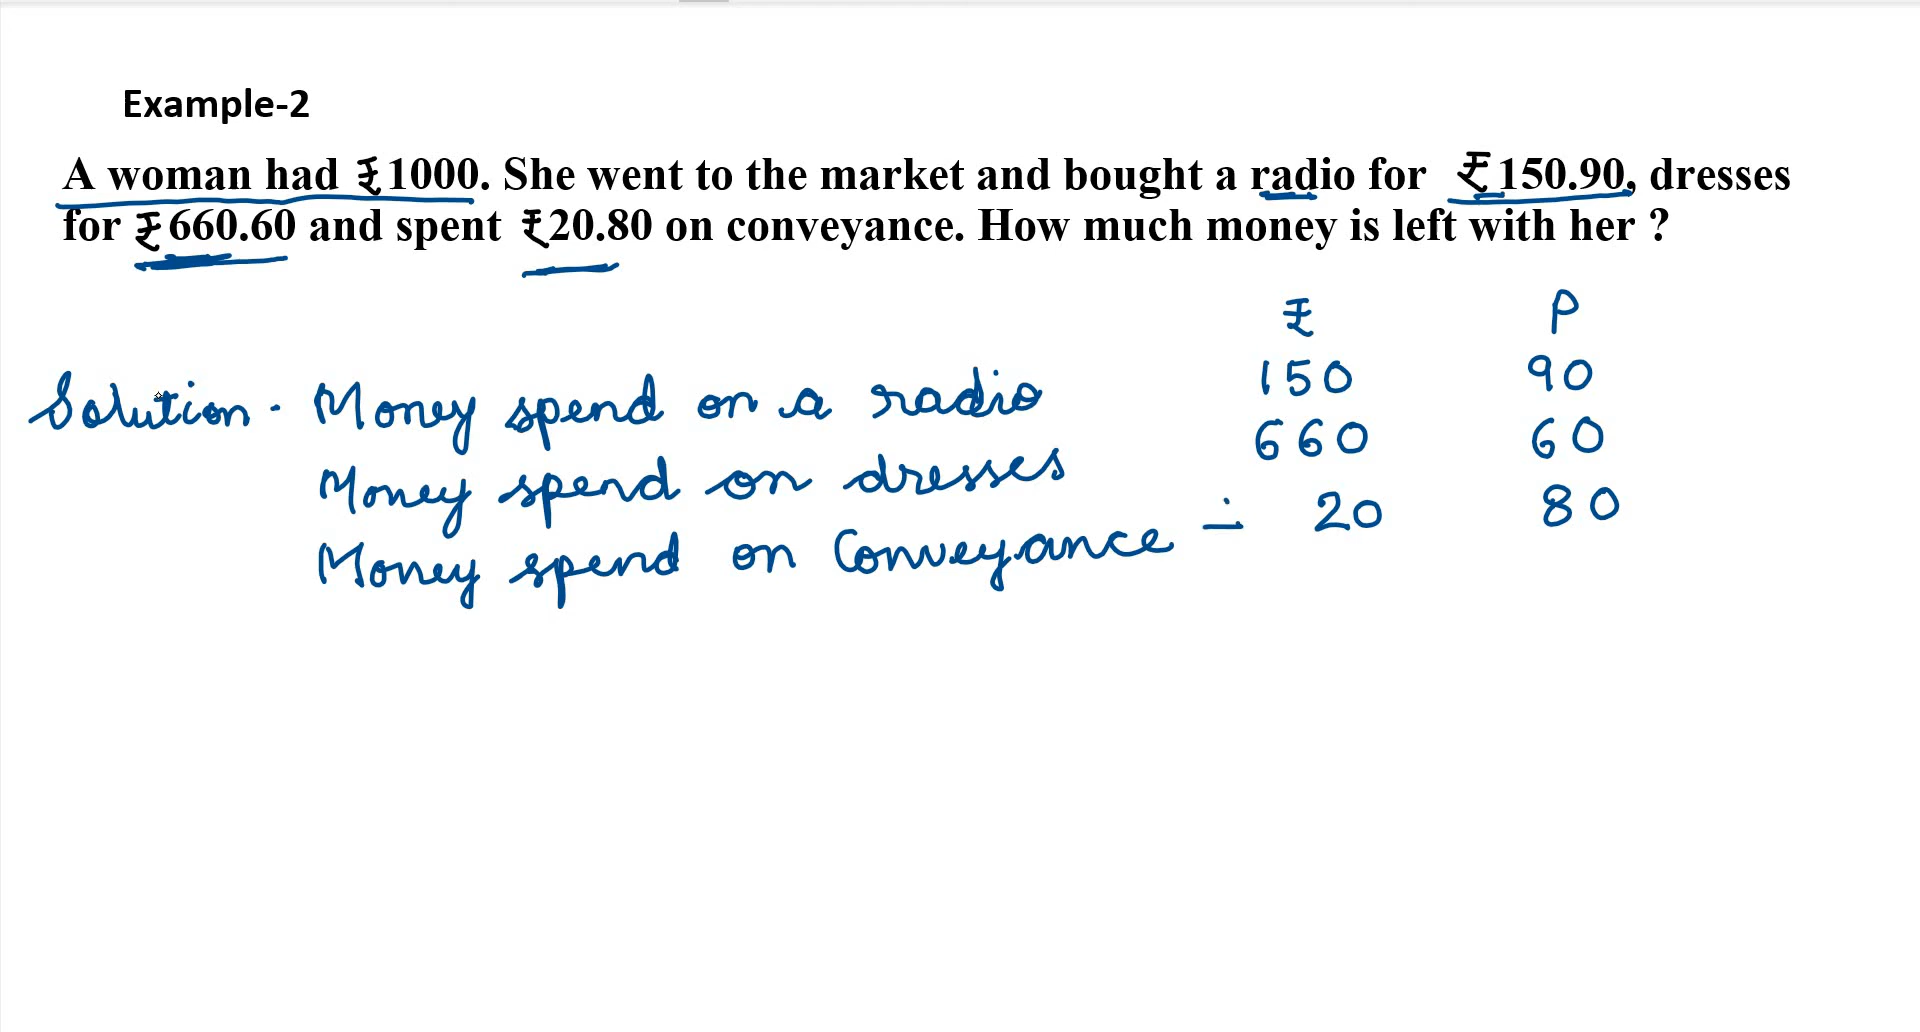 Example-2
A woman had ₹1000. She went to the market and bought a radio for ₹150.90, dresses
for ₹660.60 and spent ₹20.80 on conveyance. How much money is left with her ?
₹ P
Solution - Money spend on a radio 150 90
Money spend on dresses 660 60
Money spend on Conveyance - 20 80